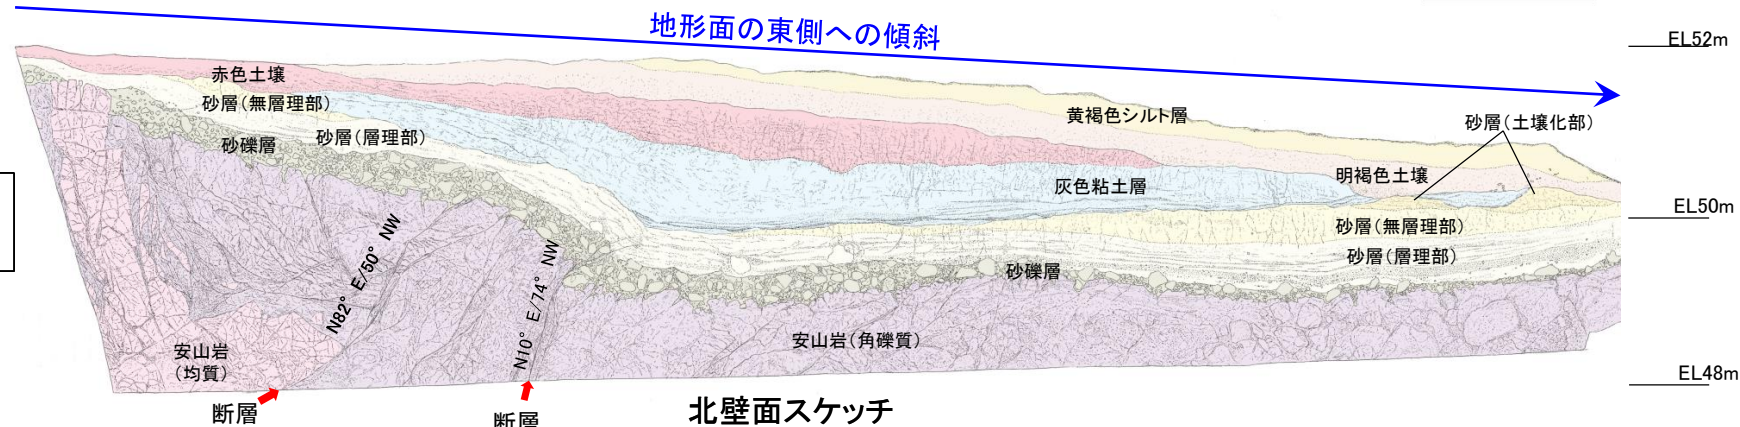 地形面の東側への傾斜
EL52m
赤色土壌
砂層(無層理部)
黄褐色シルト層
砂層(土壌化部)
砂層(層理部)
砂礫層
明褐色土壌
灰色粘土層
EL50m
砂層(無層理部)
砂層(層理部)
砂礫層
N82° E/50° NW
N10° E/74° NW
安山岩(角礫質)
安山岩
(均質)
EL48m
断層
断層
北壁面スケッチ